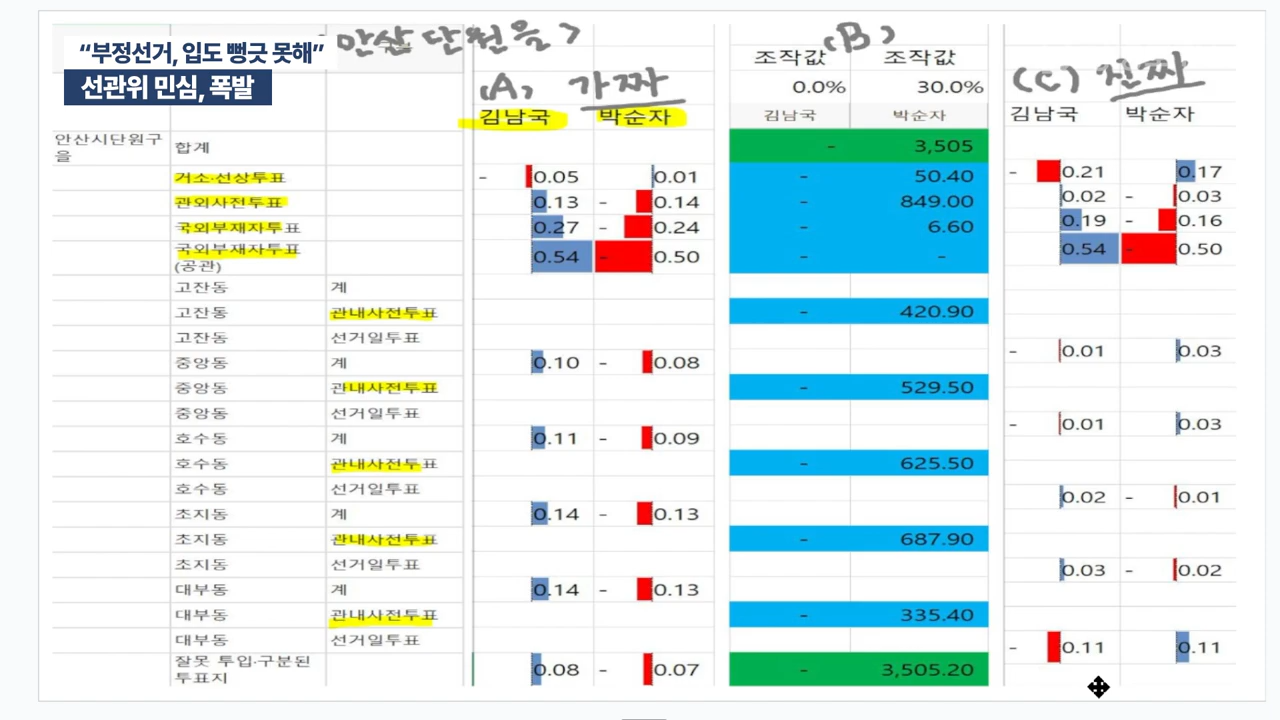 “부정선거, 입도 뻥긋 못해”
선관위 민심, 폭발
안산 단원을 >
(A) 가짜
(B)
(C) 진짜
조작값 조작값
0.0% 30.0%
김남국 박순자 김남국 박순자 김남국 박순자
안산시단원구을 합계 - 3,505
거소·선상투표 - 0.05 0.01 - 50.40 - 0.21 0.17
관외사전투표 0.13 - 0.14 - 849.00 0.02 - 0.03
국외부재자투표 0.27 - 0.24 - 6.60 0.19 - 0.16
국외부재자투표(공관) 0.54 - 0.50 - - 0.54 - 0.50
고잔동 계
고잔동 관내사전투표 - 420.90
고잔동 선거일투표 - 0.01 0.03
중앙동 계 0.10 - 0.08
중앙동 관내사전투표 - 529.50
중앙동 선거일투표 - 0.01 0.03
호수동 계 0.11 - 0.09
호수동 관내사전투표 - 625.50
호수동 선거일투표 0.02 - 0.01
초지동 계 0.14 - 0.13
초지동 관내사전투표 - 687.90
초지동 선거일투표 0.03 - 0.02
대부동 계 0.14 - 0.13
대부동 관내사전투표 - 335.40
대부동 선거일투표 - 0.11 0.11
잘못 투입·구분된 투표지 0.08 - 0.07 - 3,505.20